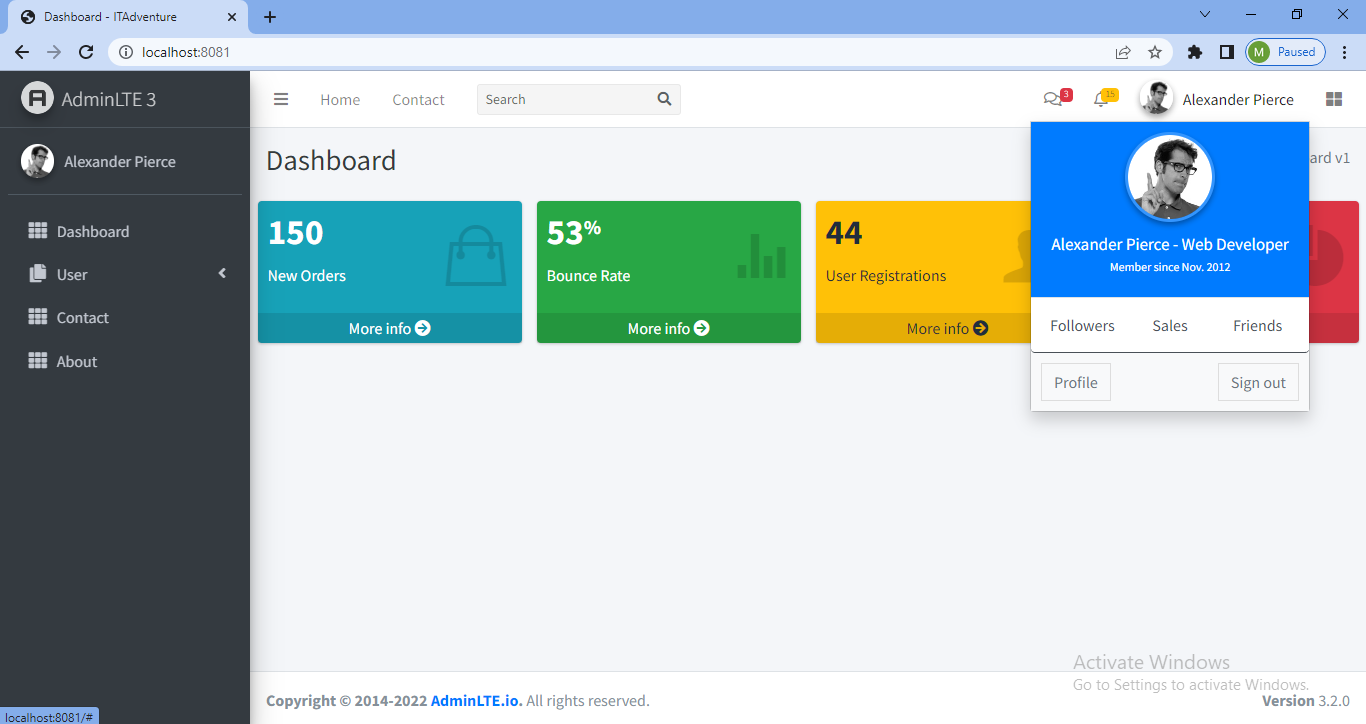 Dashboard - ITAdventure
localhost:8081
M Paused
AdminLTE 3
Home Contact Search 3 15 Alexander Pierce
Alexander Pierce
Dashboard
User
Contact
About
Dashboard
ard v1
150
New Orders
More info
53%
Bounce Rate
More info
44
User Registrations
More info
Alexander Pierce - Web Developer
Member since Nov. 2012
Followers Sales Friends
Profile Sign out
Activate Windows
Go to Settings to activate Windows.
Copyright © 2014-2022 AdminLTE.io. All rights reserved.
Version 3.2.0
localhost:8081/#